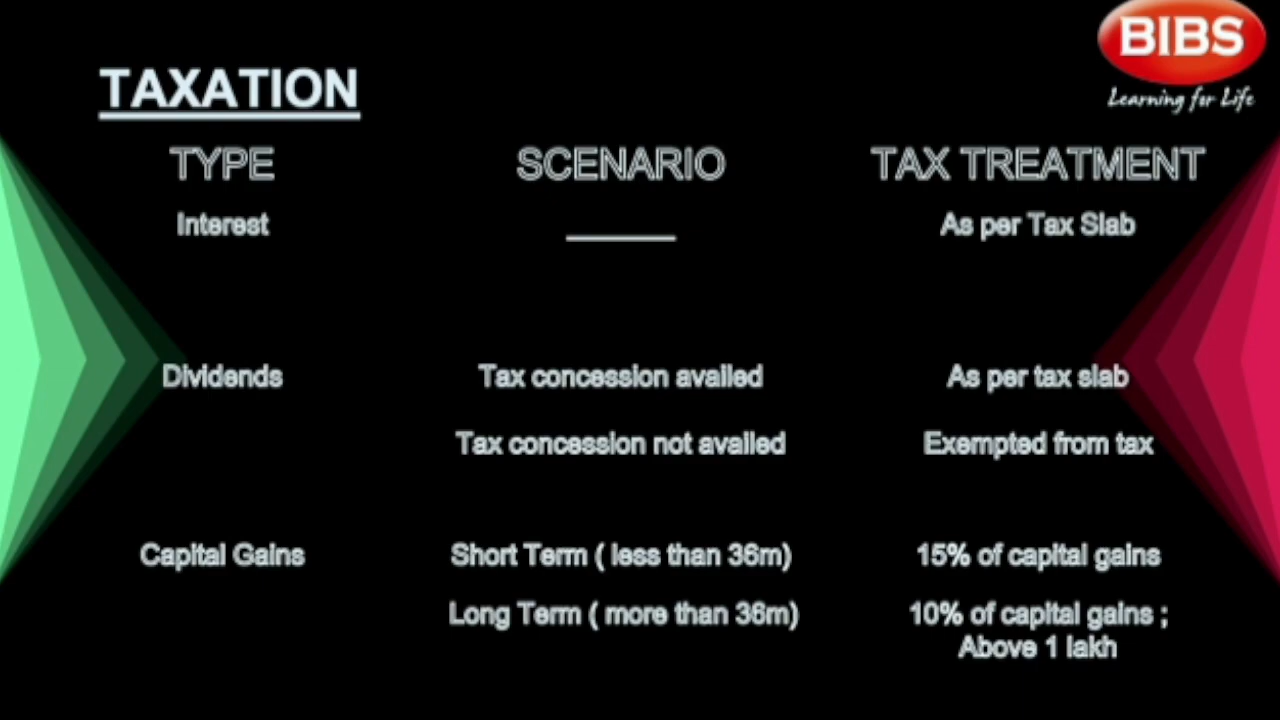 BIBS
Learning for Life
TAXATION
TYPE SCENARIO TAX TREATMENT
Interest As per Tax Slab
Dividends Tax concession availed As per tax slab
Tax concession not availed Exempted from tax
Capital Gains Short Term ( less than 36m) 15% of capital gains
Long Term ( more than 36m) 10% of capital gains ;
Above 1 lakh